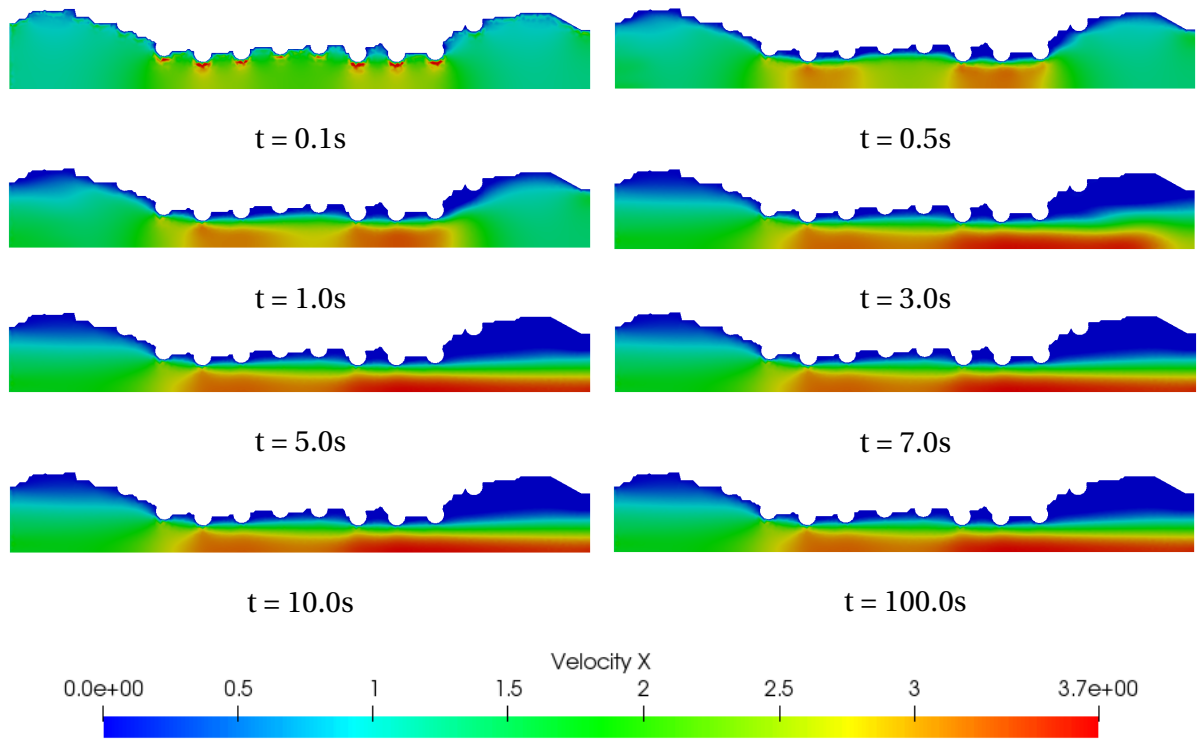 t = 0.1s
t = 0.5s
t = 1.0s
t = 3.0s
t = 5.0s
t = 7.0s
t = 10.0s
t = 100.0s
Velocity X
0.0e+00 0.5 1 1.5 2 2.5 3 3.7e+00